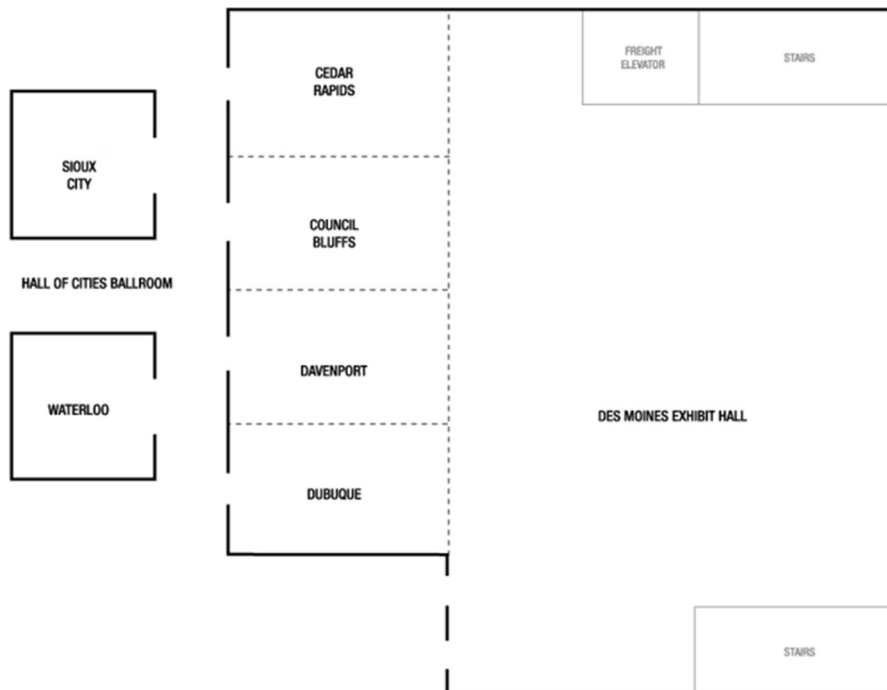 FREIGHT
ELEVATOR
STAIRS
CEDAR
RAPIDS
SIOUX
CITY
COUNCIL
BLUFFS
HALL OF CITIES BALLROOM
DAVENPORT
WATERLOO
DES MOINES EXHIBIT HALL
DUBUQUE
STAIRS